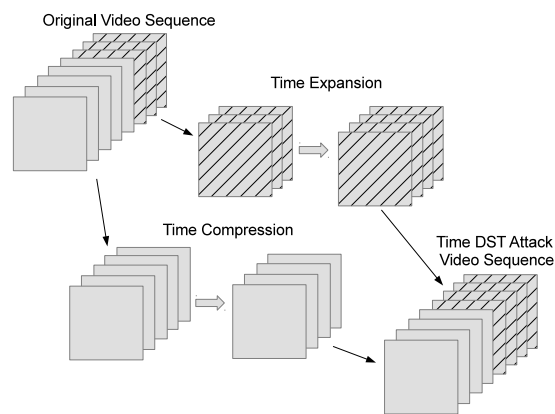 Original Video Sequence
Time Expansion
Time Compression
Time DST Attack
Video Sequence